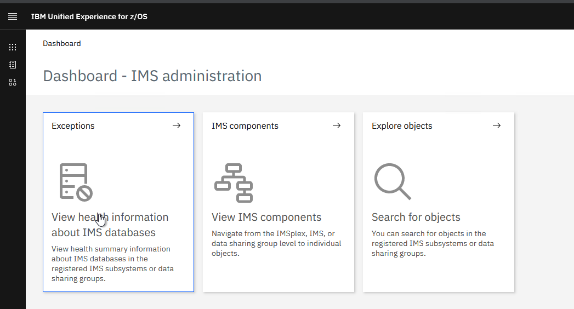 IBM Unified Experience for z/OS
Dashboard
Dashboard - IMS administration
Exceptions
View health information
about IMS databases
View health summary information
about IMS databases in the
registered IMS subsystems or data
sharing groups.
IMS components
View IMS components
Navigate from the IMSplex, IMS, or
data sharing group level to individual
objects.
Explore objects
Search for objects
You can search for objects in the
registered IMS subsystems or data
sharing groups.